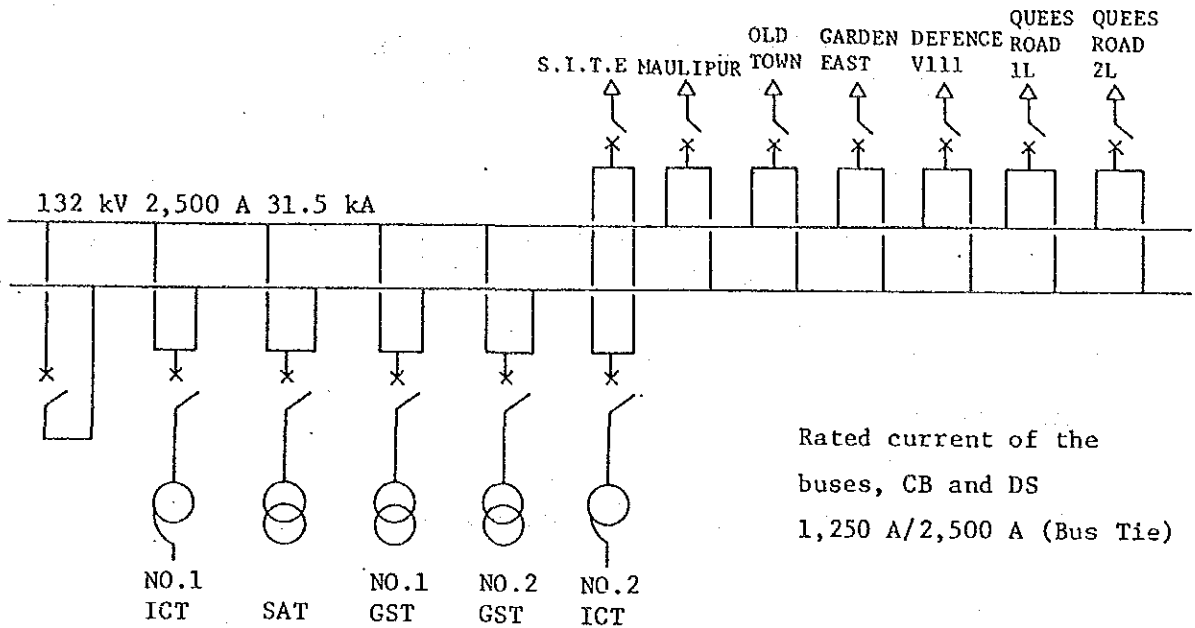 S.I.T.E
MAULIPUR
OLD
TOWN
GARDEN
EAST
DEFENCE
V111
QUEES
ROAD
1L
QUEES
ROAD
2L
132 kV 2,500 A 31.5 kA
Rated current of the
buses, CB and DS
1,250 A/2,500 A (Bus Tie)
NO.1
ICT
SAT
NO.1
GST
NO.2
GST
NO.2
ICT